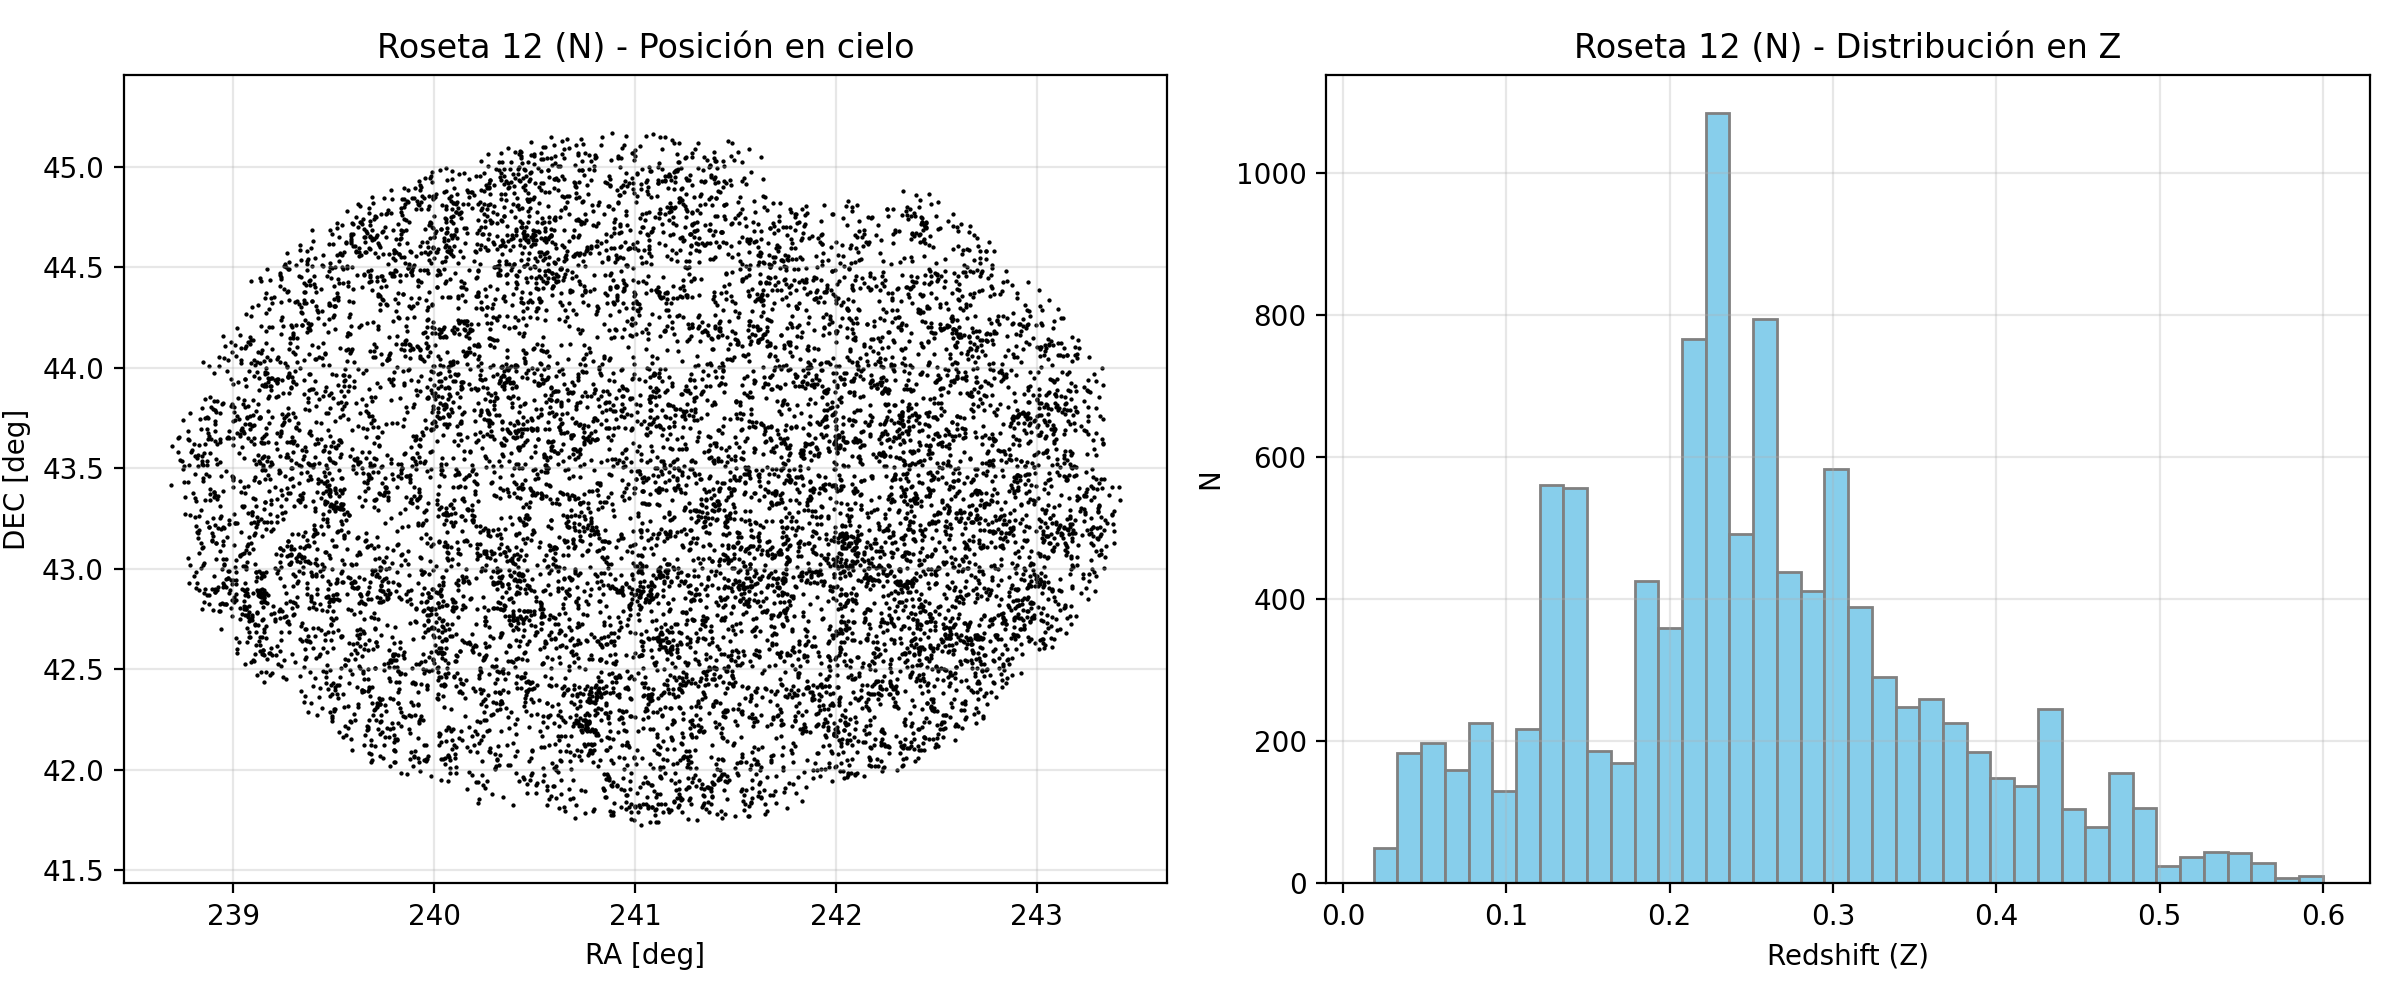 Roseta 12 (N) - Posición en cielo
DEC [deg]
45.0
44.5
44.0
43.5
43.0
42.5
42.0
41.5
239 240 241 242 243
RA [deg]
Roseta 12 (N) - Distribución en Z
N
1000
800
600
400
200
0
0.0 0.1 0.2 0.3 0.4 0.5 0.6
Redshift (Z)